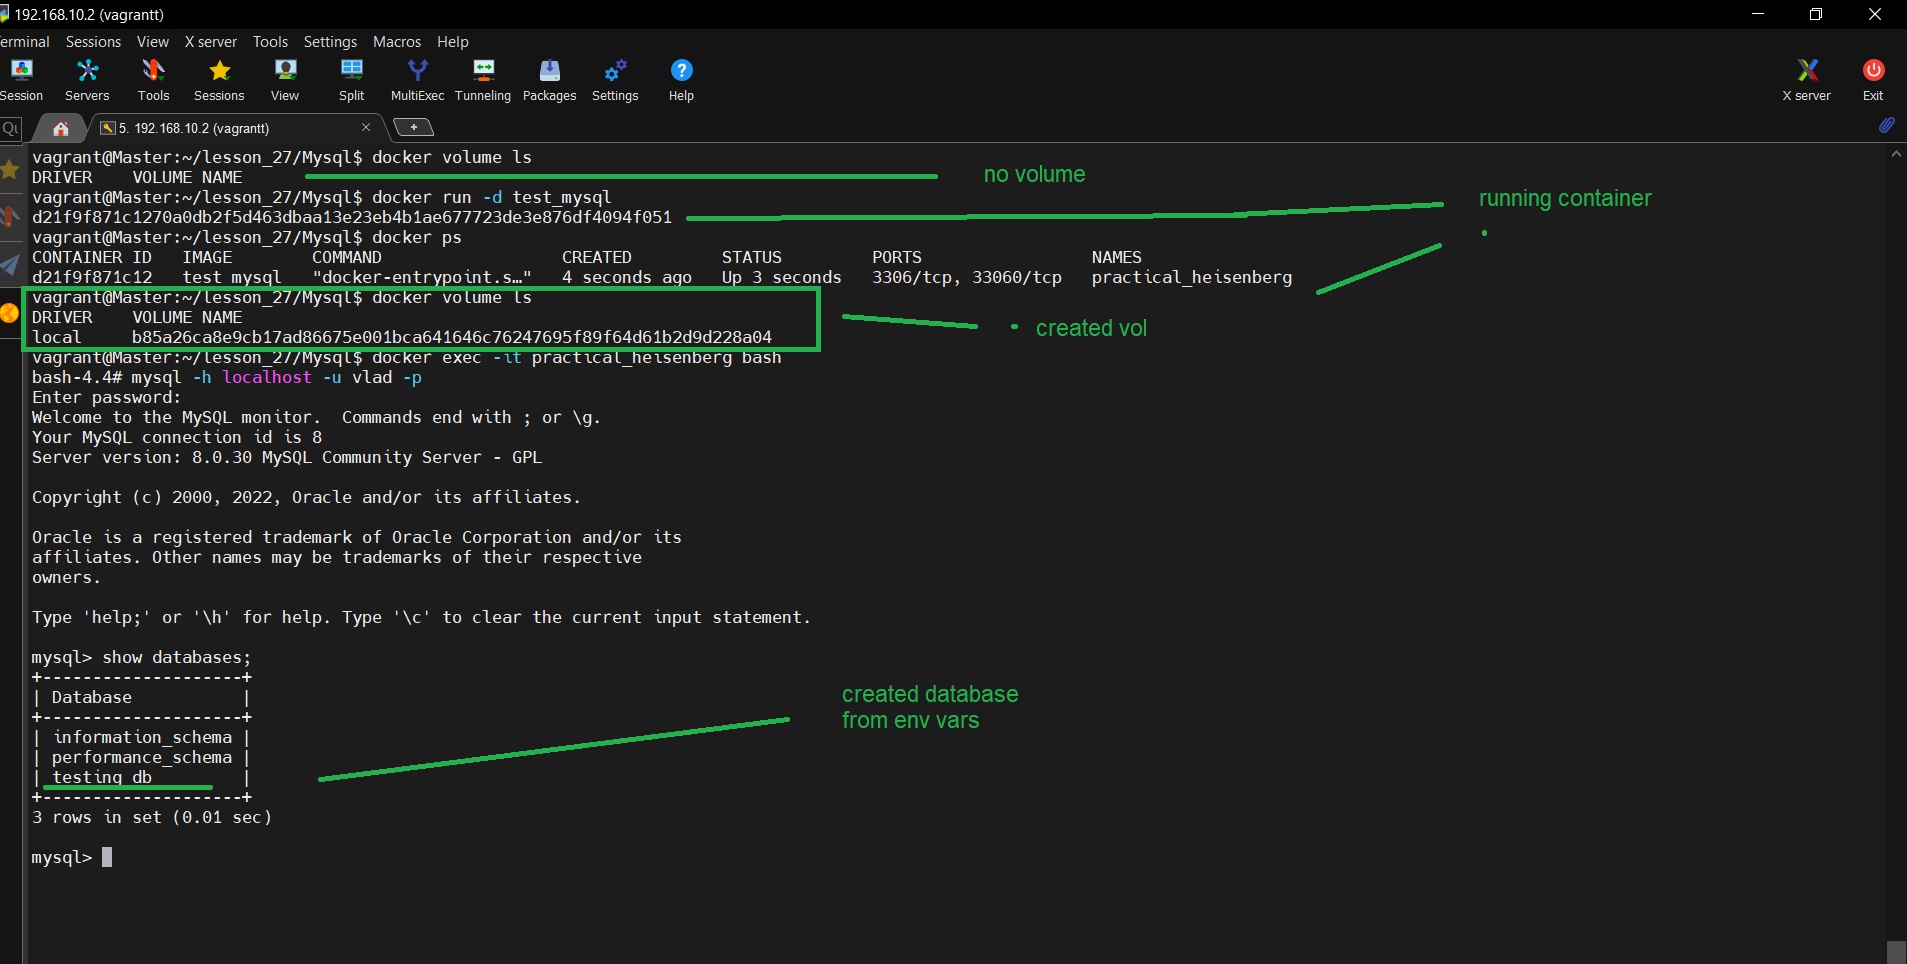 192.168.10.2 (vagrantt)
erminal Sessions View X server Tools Settings Macros Help
Session Servers Tools Sessions View Split MultiExec Tunneling Packages Settings Help X server Exit
5. 192.168.10.2 (vagrantt)
vagrant@Master:~/lesson_27/Mysql$ docker volume ls
DRIVER    VOLUME NAME
no volume
vagrant@Master:~/lesson_27/Mysql$ docker run -d test_mysql
running container
d21f9f871c1270a0db2f5d463dbaa13e23eb4b1ae677723de3e876df4094f051
vagrant@Master:~/lesson_27/Mysql$ docker ps
CONTAINER ID   IMAGE        COMMAND                  CREATED         STATUS         PORTS                 NAMES
d21f9f871c12   test_mysql   "docker-entrypoint.s…"   4 seconds ago   Up 3 seconds   3306/tcp, 33060/tcp   practical_heisenberg
vagrant@Master:~/lesson_27/Mysql$ docker volume ls
DRIVER    VOLUME NAME
created vol
local     b85a26ca8e9cb17ad86675e001bca641646c76247695f89f64d61b2d9d228a04
vagrant@Master:~/lesson_27/Mysql$ docker exec -it practical_heisenberg bash
bash-4.4# mysql -h localhost -u vlad -p
Enter password:
Welcome to the MySQL monitor.  Commands end with ; or \g.
Your MySQL connection id is 8
Server version: 8.0.30 MySQL Community Server - GPL
Copyright (c) 2000, 2022, Oracle and/or its affiliates.
Oracle is a registered trademark of Oracle Corporation and/or its
affiliates. Other names may be trademarks of their respective
owners.
Type 'help;' or '\h' for help. Type '\c' to clear the current input statement.
mysql> show databases;
+--------------------+
| Database           |
+--------------------+
| information_schema |
| performance_schema |
| testing_db         |
+--------------------+
created database
from env vars
3 rows in set (0.01 sec)
mysql>